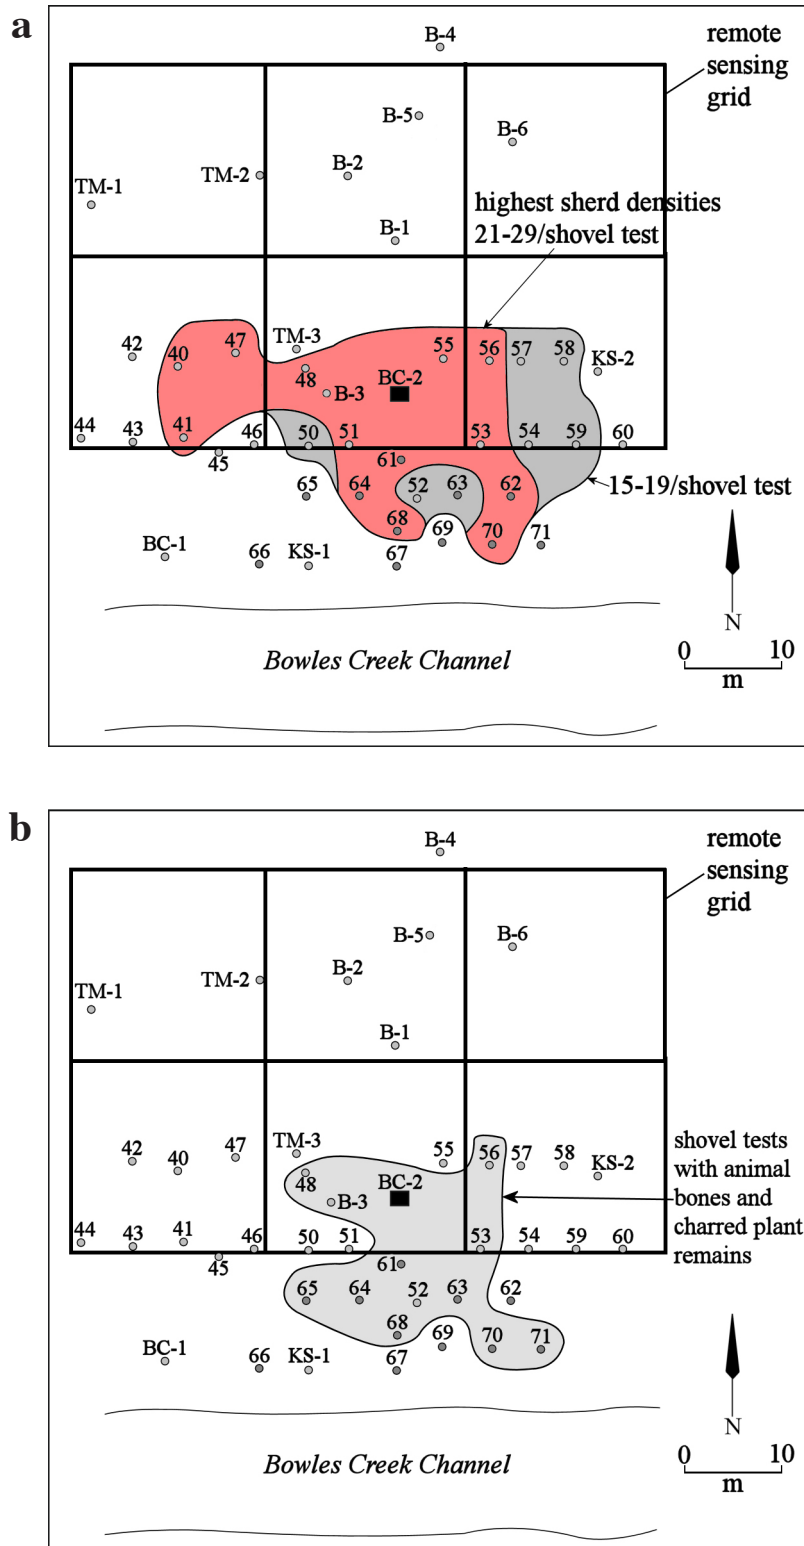 a
B-4
remote
sensing
grid
B-5
B-6
B-2
TM-2
TM-1
highest sherd densities
21-29/shovel test
B-1
TM-3
42
40
47
55
56
57
58
KS-2
48
B-3
BC-2
44
43
41
46
50
51
53
54
59
60
45
61
65
64
52
63
62
15-19/shovel test
68
69
70
71
BC-1
66
KS-1
67
N
Bowles Creek Channel
0 10
m
b
B-4
remote
sensing
grid
B-5
B-6
B-2
TM-2
TM-1
B-1
TM-3
42
40
47
55
56
57
58
KS-2
shovel tests
with animal
bones and
charred plant
remains
48
B-3
BC-2
44
43
41
46
50
51
53
54
59
60
45
61
65
64
52
63
62
68
69
70
71
BC-1
66
KS-1
67
N
Bowles Creek Channel
0 10
m